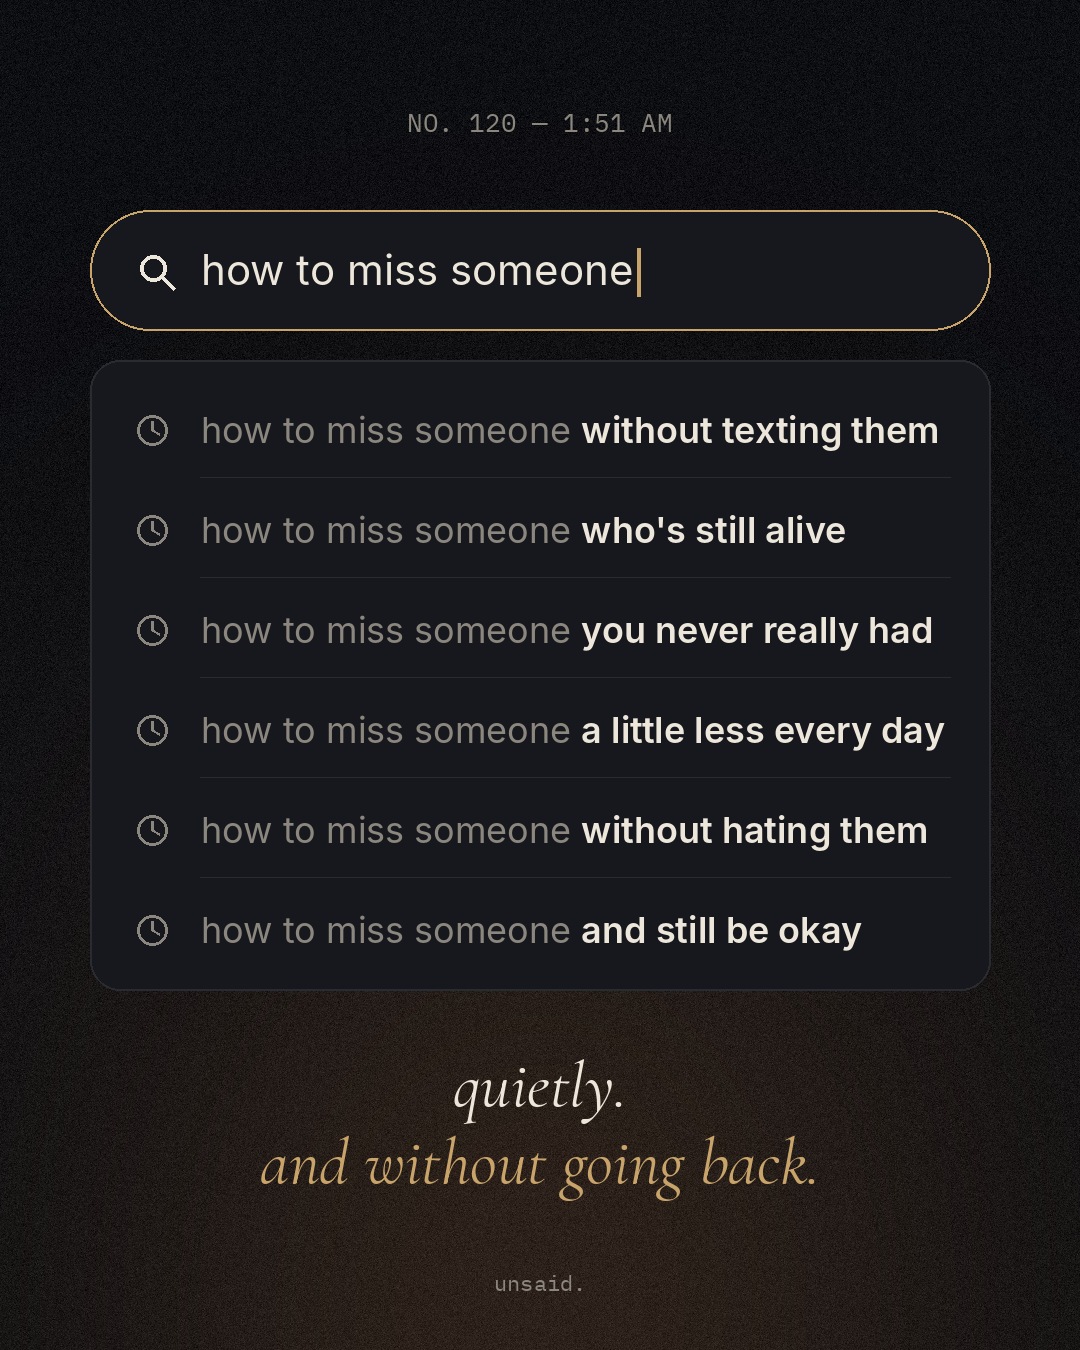 NO. 120 — 1:51 AM
how to miss someone
how to miss someone without texting them
how to miss someone who's still alive
how to miss someone you never really had
how to miss someone a little less every day
how to miss someone without hating them
how to miss someone and still be okay
quietly.
and without going back.
unsaid.